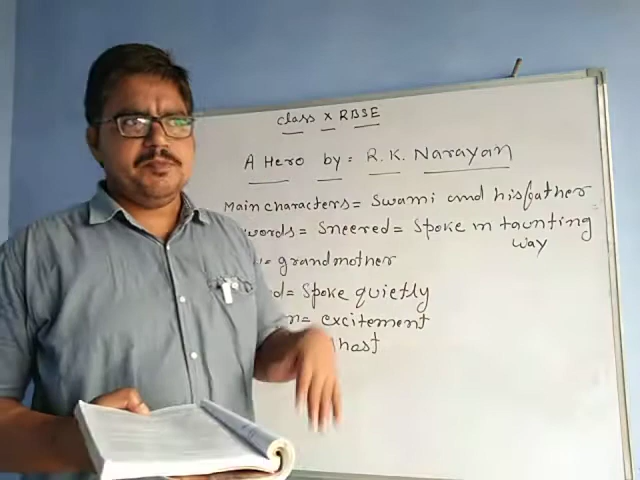 class X RBSE
A Hero by: R. K. Narayan
Main characters = Swami and his father
words = Sneered = Spoke in taunting
way
= grandmother
= Spoke quietly
= excitement